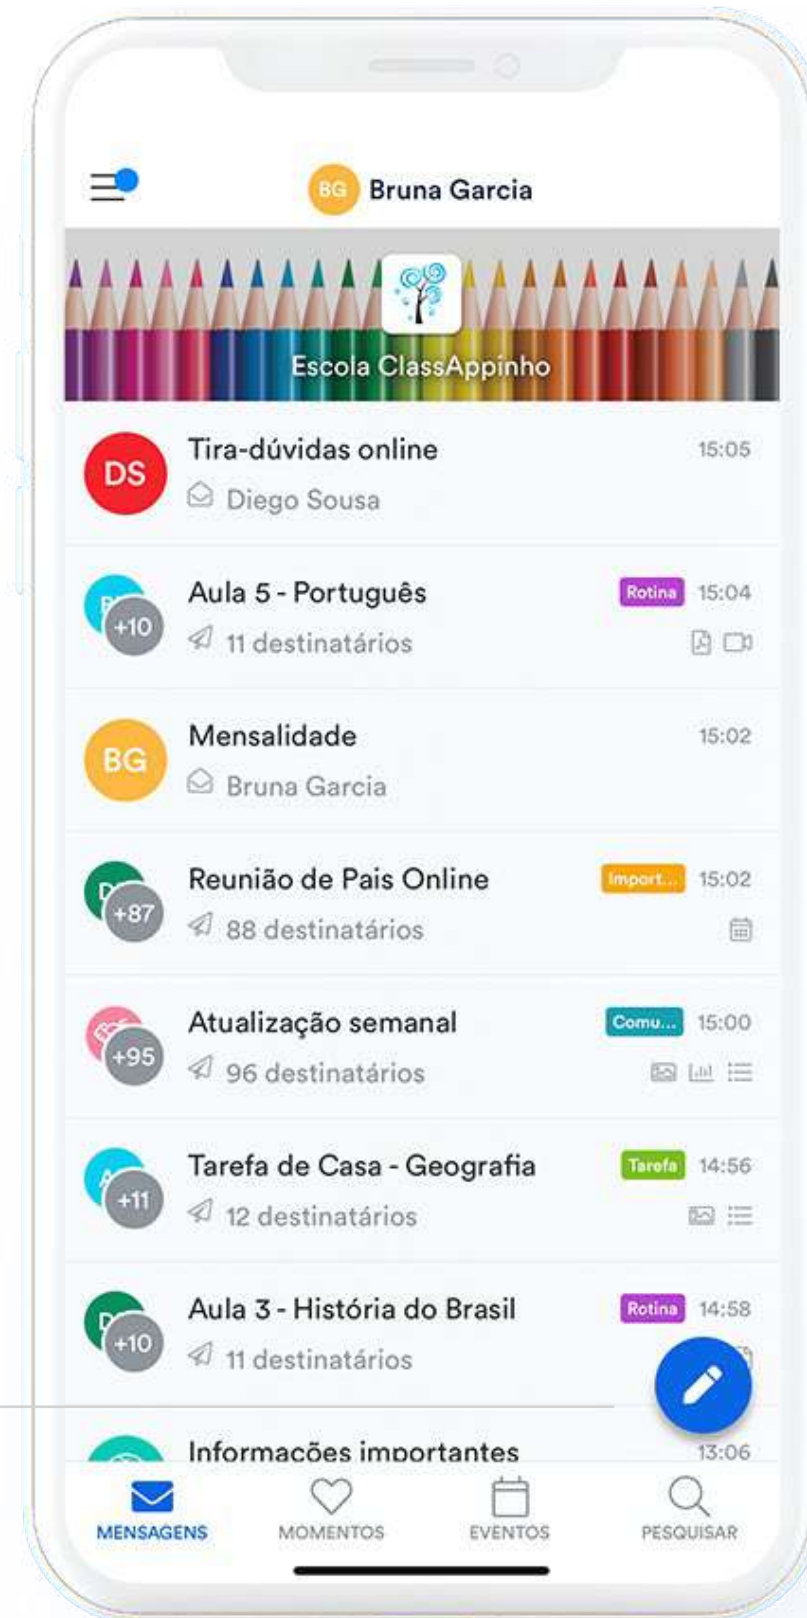 BG Bruna Garcia
Escola ClassAppinho
DS Tira-dúvidas online 15:05
Diego Sousa
Aula 5 - Português Rotina 15:04
+10 11 destinatários
Mensalidade 15:02
BG Bruna Garcia
Reunião de Pais Online Import... 15:02
+87 88 destinatários
Atualização semanal Comu... 15:00
+95 96 destinatários
Tarefa de Casa - Geografia Tarefa 14:56
+11 12 destinatários
Aula 3 - História do Brasil Rotina 14:58
+10 11 destinatários
Informações importantes 13:06
MENSAGENS MOMENTOS EVENTOS PESQUISAR